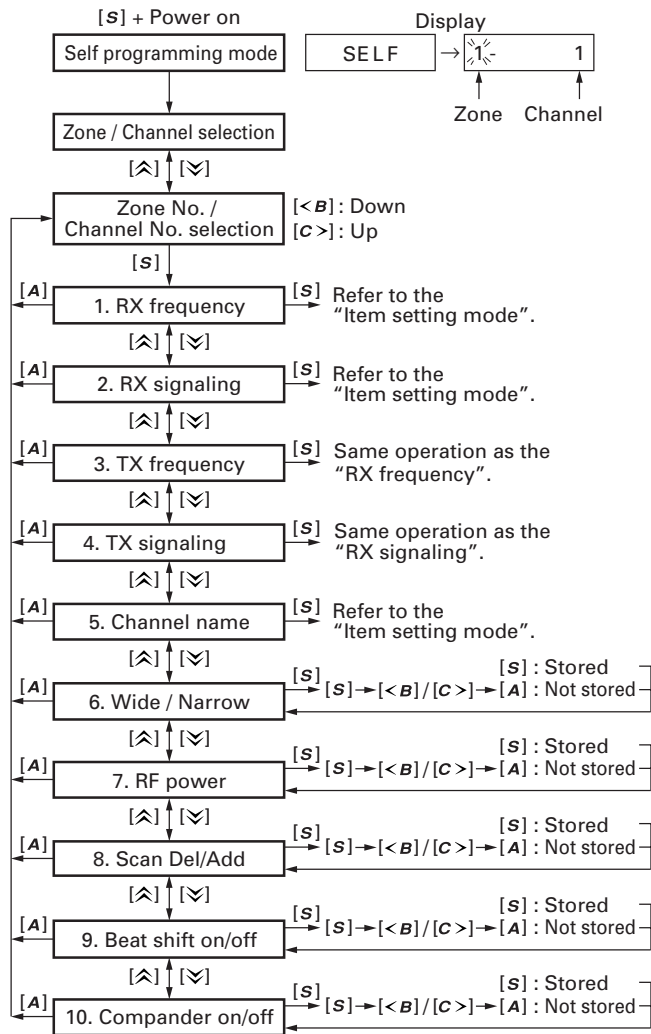 [S] + Power on
Self programming mode
Display
SELF → 1- 1
Zone Channel
Zone / Channel selection
[︽] [︾]
Zone No. /
Channel No. selection
[<B] : Down
[C>] : Up
[S]
[A] 1. RX frequency [S] Refer to the
"Item setting mode".
[︽] [︾]
[A] 2. RX signaling [S] Refer to the
"Item setting mode".
[︽] [︾]
[A] 3. TX frequency [S] Same operation as the
"RX frequency".
[︽] [︾]
[A] 4. TX signaling [S] Same operation as the
"RX signaling".
[︽] [︾]
[A] 5. Channel name [S] Refer to the
"Item setting mode".
[︽] [︾]
[S] : Stored
[A] 6. Wide / Narrow [S] [S]→[<B]/[C>]→[A] : Not stored
[︽] [︾]
[S] : Stored
[A] 7. RF power [S] [S]→[<B]/[C>]→[A] : Not stored
[︽] [︾]
[S] : Stored
[A] 8. Scan Del/Add [S] [S]→[<B]/[C>]→[A] : Not stored
[︽] [︾]
[S] : Stored
[A] 9. Beat shift on/off [S] [S]→[<B]/[C>]→[A] : Not stored
[︽] [︾]
[S] : Stored
[A] 10. Compander on/off [S] [S]→[<B]/[C>]→[A] : Not stored